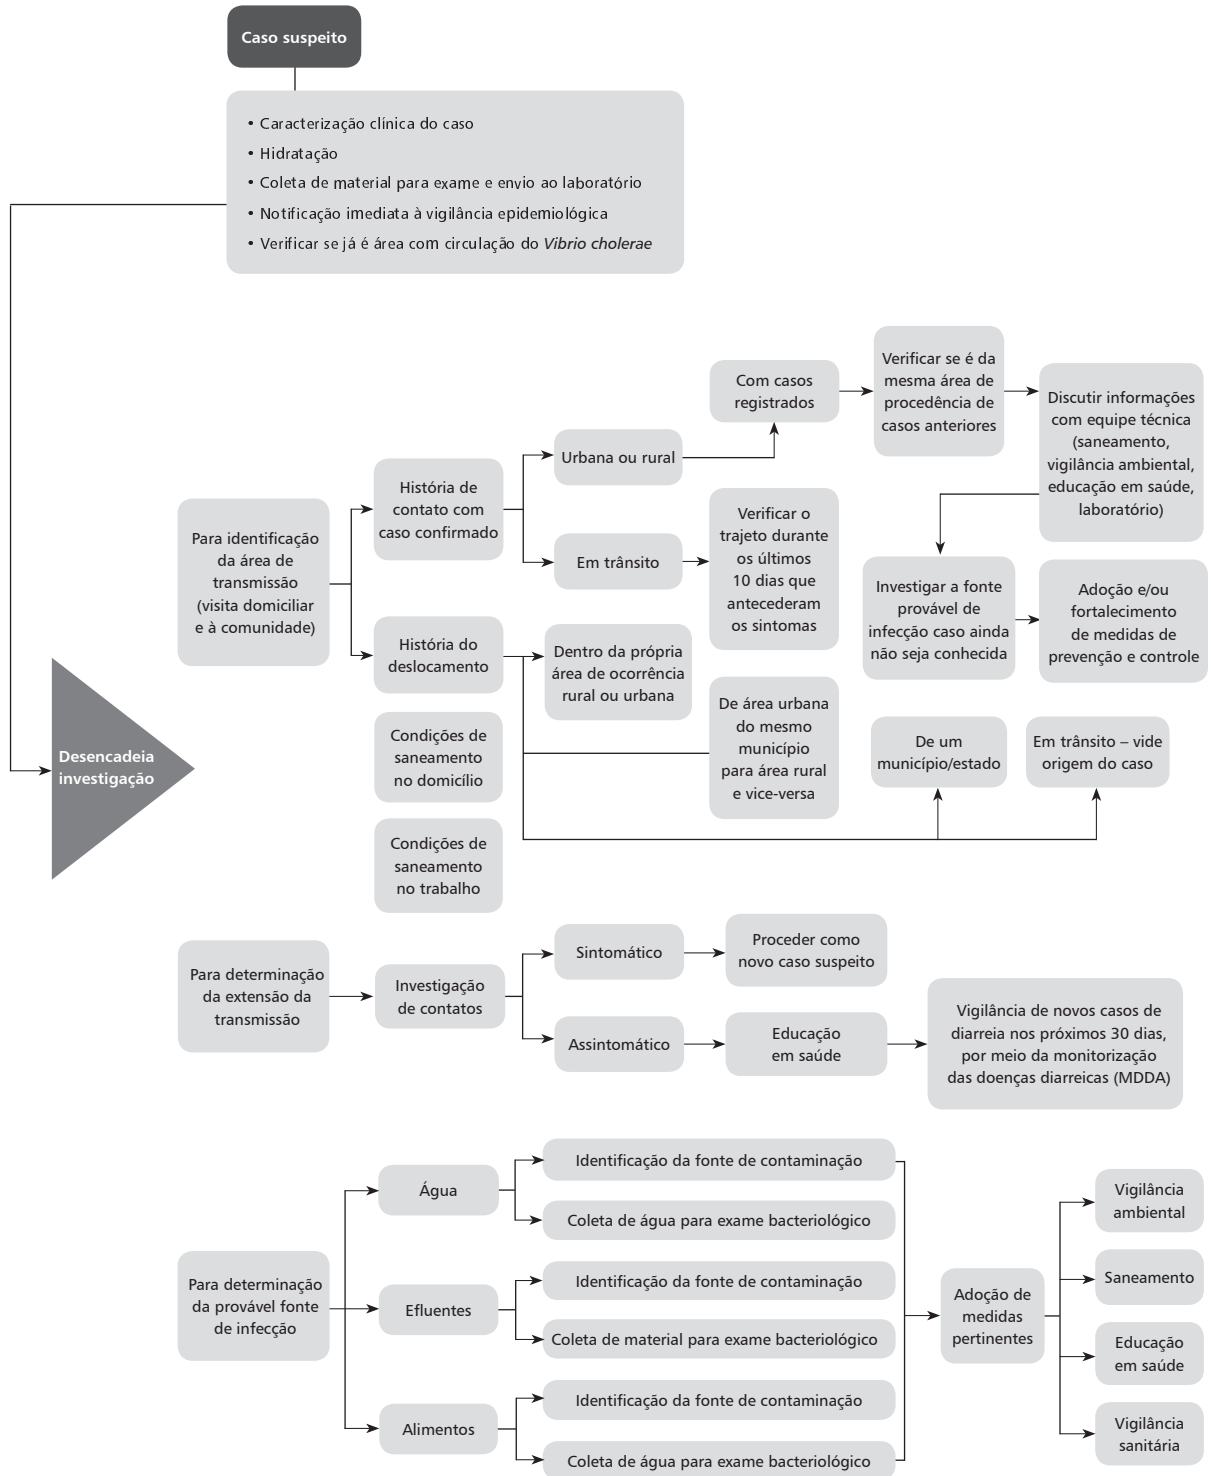 Caso suspeito
• Caracterização clínica do caso
• Hidratação
• Coleta de material para exame e envio ao laboratório
• Notificação imediata à vigilância epidemiológica
• Verificar se já é área com circulação do Vibrio cholerae
Desencadeia
investigação
Para identificação
da área de
transmissão
(visita domiciliar
e à comunidade)
História de
contato com
caso confirmado
Urbana ou rural
Com casos
registrados
Verificar se é da
mesma área de
procedência de
casos anteriores
Discutir informações
com equipe técnica
(saneamento,
vigilância ambiental,
educação em saúde,
laboratório)
Em trânsito
Verificar o
trajeto durante
os últimos
10 dias que
antecederam
os sintomas
Investigar a fonte
provável de
infecção caso ainda
não seja conhecida
Adoção e/ou
fortalecimento
de medidas de
prevenção e controle
História do
deslocamento
Dentro da própria
área de ocorrência
rural ou urbana
De área urbana
do mesmo
município
para área rural
e vice-versa
De um
município/estado
Em trânsito – vide
origem do caso
Condições de
saneamento
no domicílio
Condições de
saneamento
no trabalho
Para determinação
da extensão da
transmissão
Investigação
de contatos
Sintomático
Proceder como
novo caso suspeito
Assintomático
Educação
em saúde
Vigilância de novos casos de
diarreia nos próximos 30 dias,
por meio da monitorização
das doenças diarreicas (MDDA)
Para determinação
da provável fonte
de infecção
Água
Identificação da fonte de contaminação
Coleta de água para exame bacteriológico
Efluentes
Identificação da fonte de contaminação
Coleta de material para exame bacteriológico
Alimentos
Identificação da fonte de contaminação
Coleta de água para exame bacteriológico
Adoção de
medidas
pertinentes
Vigilância
ambiental
Saneamento
Educação
em saúde
Vigilância
sanitária